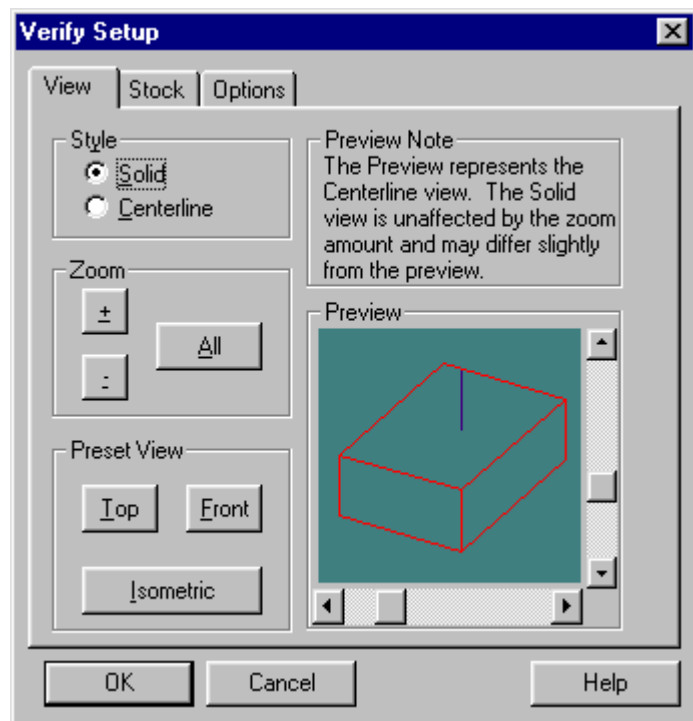 Verify Setup
View Stock Options
Style
Solid
Centerline
Zoom
+
All
-
Preset View
Top Front
Isometric
Preview Note
The Preview represents the
Centerline view. The Solid
view is unaffected by the zoom
amount and may differ slightly
from the preview.
Preview
OK Cancel Help